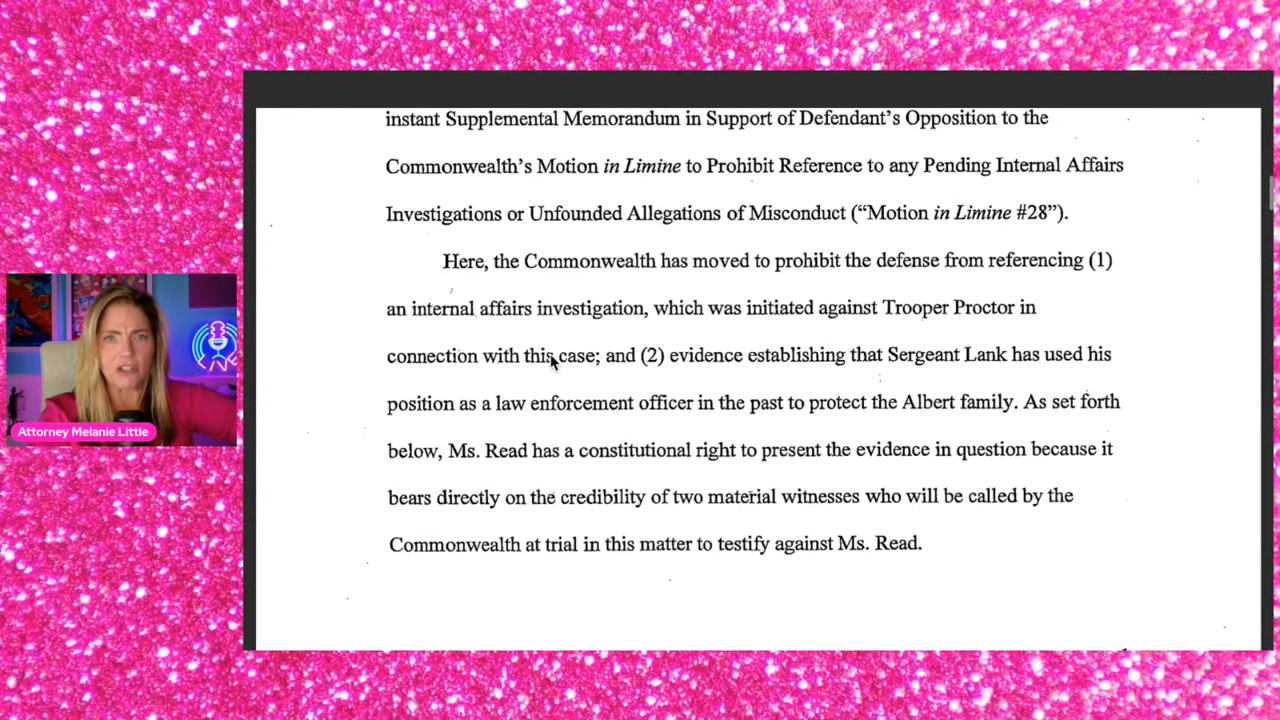 instant Supplemental Memorandum in Support of Defendant's Opposition to the
Commonwealth's Motion in Limine to Prohibit Reference to any Pending Internal Affairs
Investigations or Unfounded Allegations of Misconduct ("Motion in Limine #28").
Here, the Commonwealth has moved to prohibit the defense from referencing (1)
an internal affairs investigation, which was initiated against Trooper Proctor in
connection with this case; and (2) evidence establishing that Sergeant Lank has used his
position as a law enforcement officer in the past to protect the Albert family. As set forth
below, Ms. Read has a constitutional right to present the evidence in question because it
bears directly on the credibility of two material witnesses who will be called by the
Commonwealth at trial in this matter to testify against Ms. Read.
Attorney Melanie Little